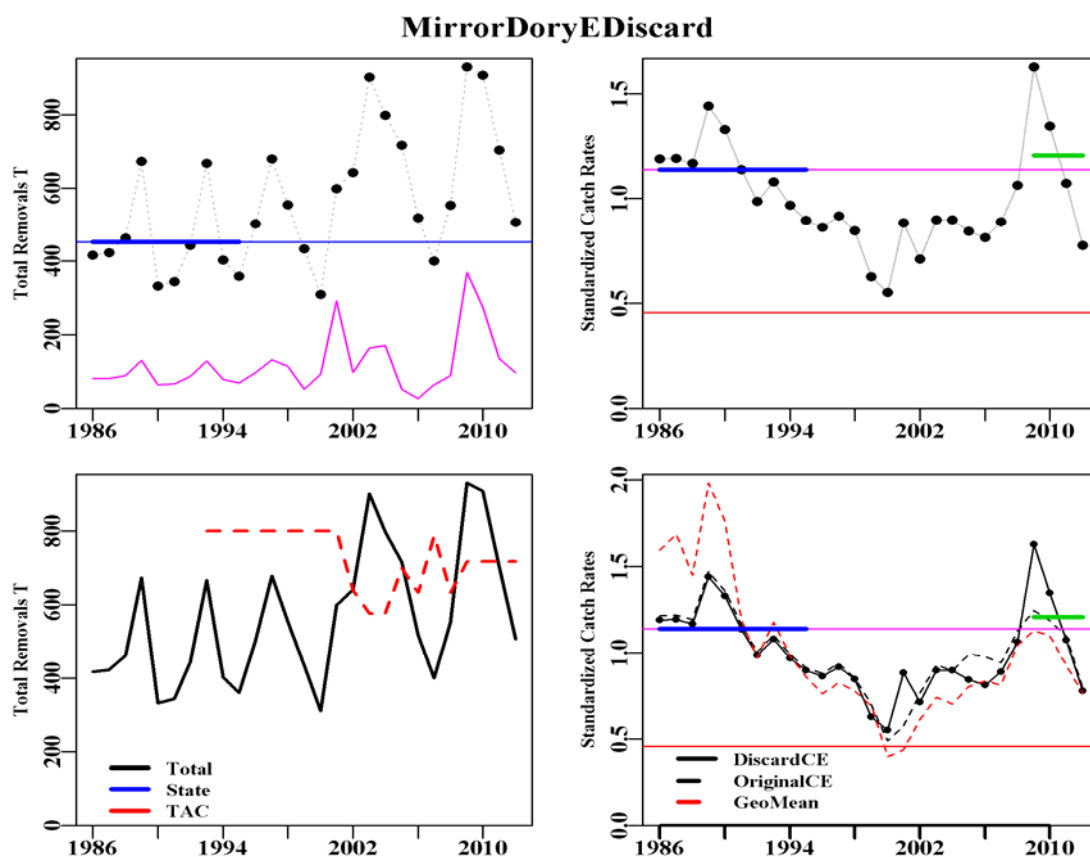 MirrorDoryEDiscard
Total Removals T
0 200 400 600 800
1986 1994 2002 2010
Standardized Catch Rates
0.0 0.5 1.0 1.5
1986 1994 2002 2010
Total Removals T
0 200 400 600 800
Total
State
TAC
1986 1994 2002 2010
Standardized Catch Rates
0.0 0.5 1.0 1.5 2.0
DiscardCE
OriginalCE
GeoMean
1986 1994 2002 2010